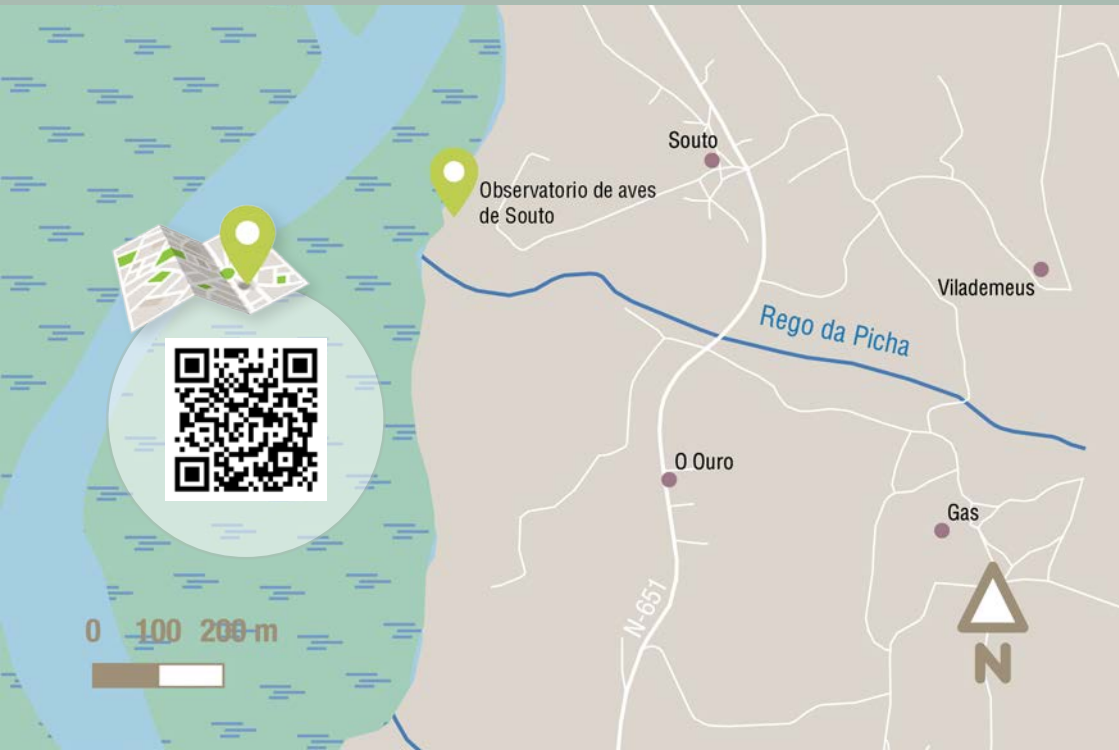 Souto
Observatorio de aves
de Souto
Vilademeus
Rego da Picha
O Ouro
Gas
N-651
0 100 200 m
N